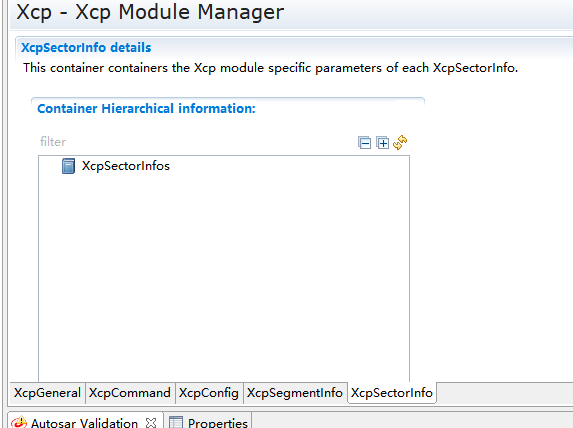 Xcp - Xcp Module Manager
XcpSectorInfo details
This container containers the Xcp module specific parameters of each XcpSectorInfo.
Container Hierarchical information:
filter
XcpSectorInfos
XcpGeneral XcpCommand XcpConfig XcpSegmentInfo XcpSectorInfo
Autosar Validation Properties